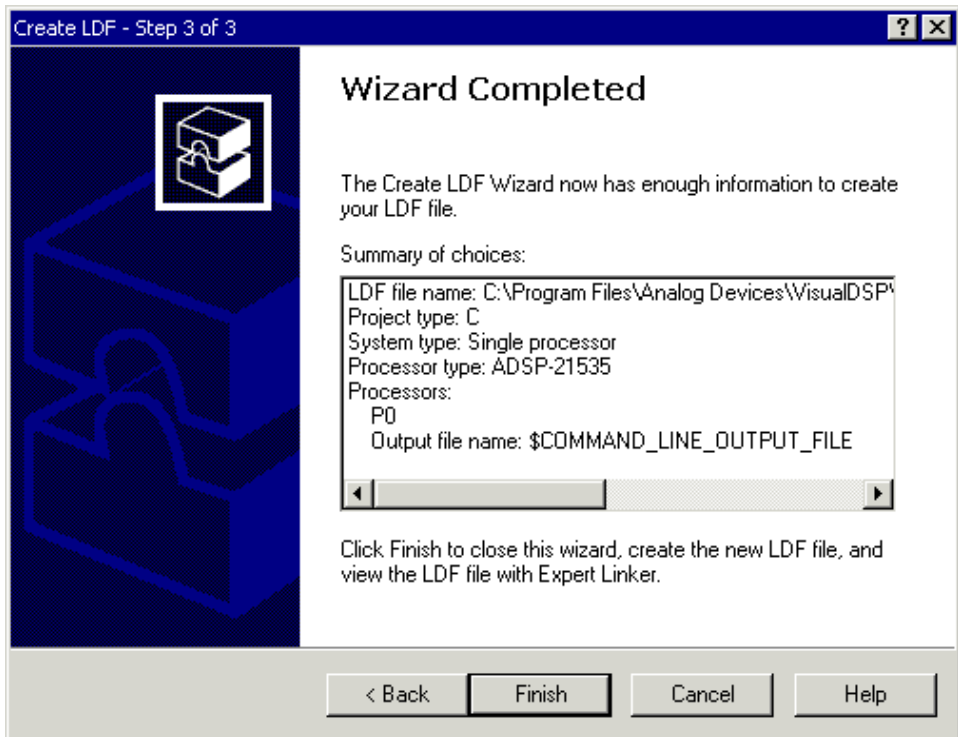 Create LDF - Step 3 of 3
Wizard Completed
The Create LDF Wizard now has enough information to create
your LDF file.
Summary of choices:
LDF file name: C:\Program Files\Analog Devices\VisualDSP\
Project type: C
System type: Single processor
Processor type: ADSP-21535
Processors:
P0
Output file name: $COMMAND_LINE_OUTPUT_FILE
Click Finish to close this wizard, create the new LDF file, and
view the LDF file with Expert Linker.
< Back Finish Cancel Help